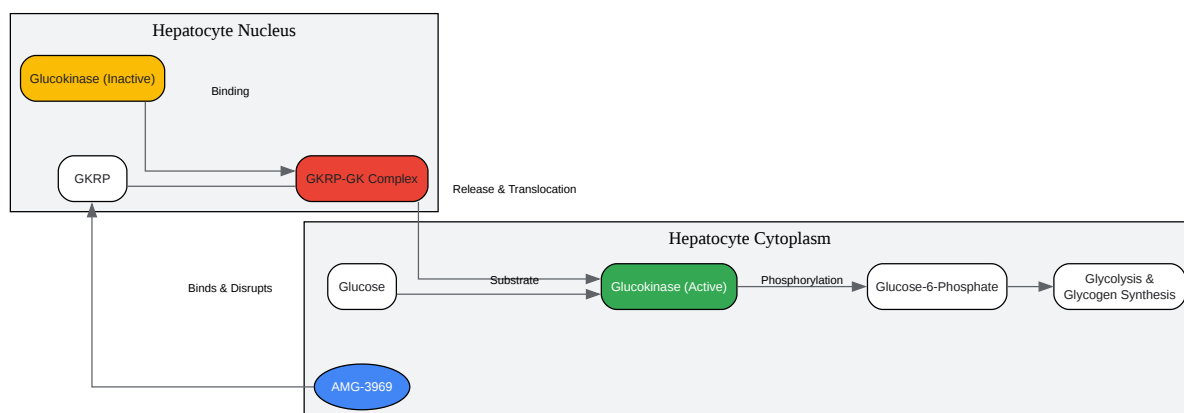 Hepatocyte Nucleus
Glucokinase (Inactive)
Binding
GKRP
GKRP-GK Complex
Release & Translocation
Hepatocyte Cytoplasm
Binds & Disrupts
Glucose
Substrate
Glucokinase (Active)
Phosphorylation
Glucose-6-Phosphate
Glycolysis &
Glycogen Synthesis
AMG-3969